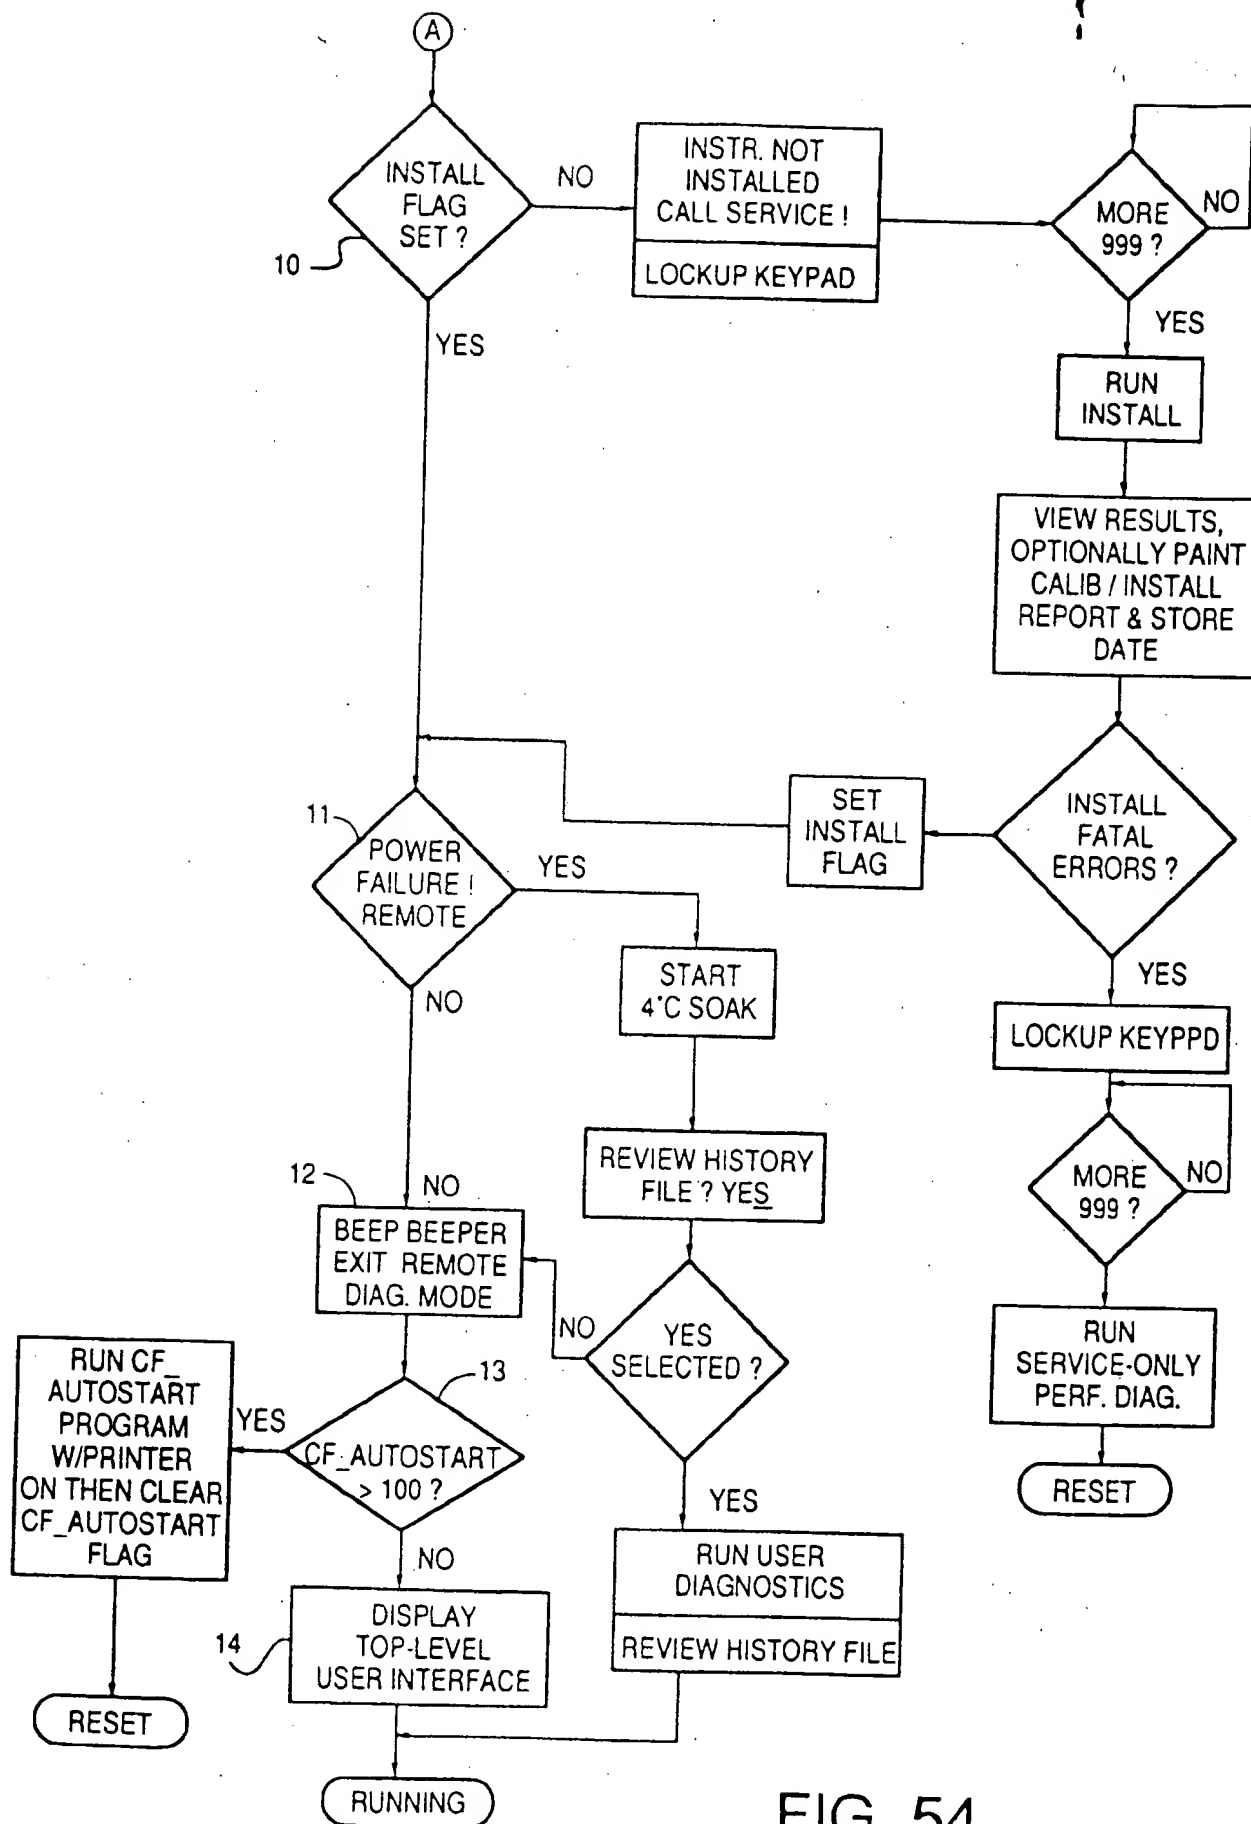 A
INSTALL
FLAG
SET ?
10
NO
YES
INSTR. NOT
INSTALLED
CALL SERVICE !
LOCKUP KEYPAD
MORE
999 ?
NO
YES
RUN
INSTALL
VIEW RESULTS,
OPTIONALLY PAINT
CALIB / INSTALL
REPORT & STORE
DATE
INSTALL
FATAL
ERRORS ?
SET
INSTALL
FLAG
YES
LOCKUP KEYPPD
MORE
999 ?
NO
RUN
SERVICE-ONLY
PERF. DIAG.
RESET
11
POWER
FAILURE !
REMOTE
YES
NO
START
4°C SOAK
REVIEW HISTORY
FILE ? YES
YES
SELECTED ?
NO
YES
RUN USER
DIAGNOSTICS
REVIEW HISTORY FILE
12
NO
BEEP BEEPER
EXIT REMOTE
DIAG. MODE
13
CF_AUTOSTART
> 100 ?
YES
NO
RUN CF_
AUTOSTART
PROGRAM
W/PRINTER
ON THEN CLEAR
CF_AUTOSTART
FLAG
RESET
14
DISPLAY
TOP-LEVEL
USER INTERFACE
RUNNING
FIG. 54